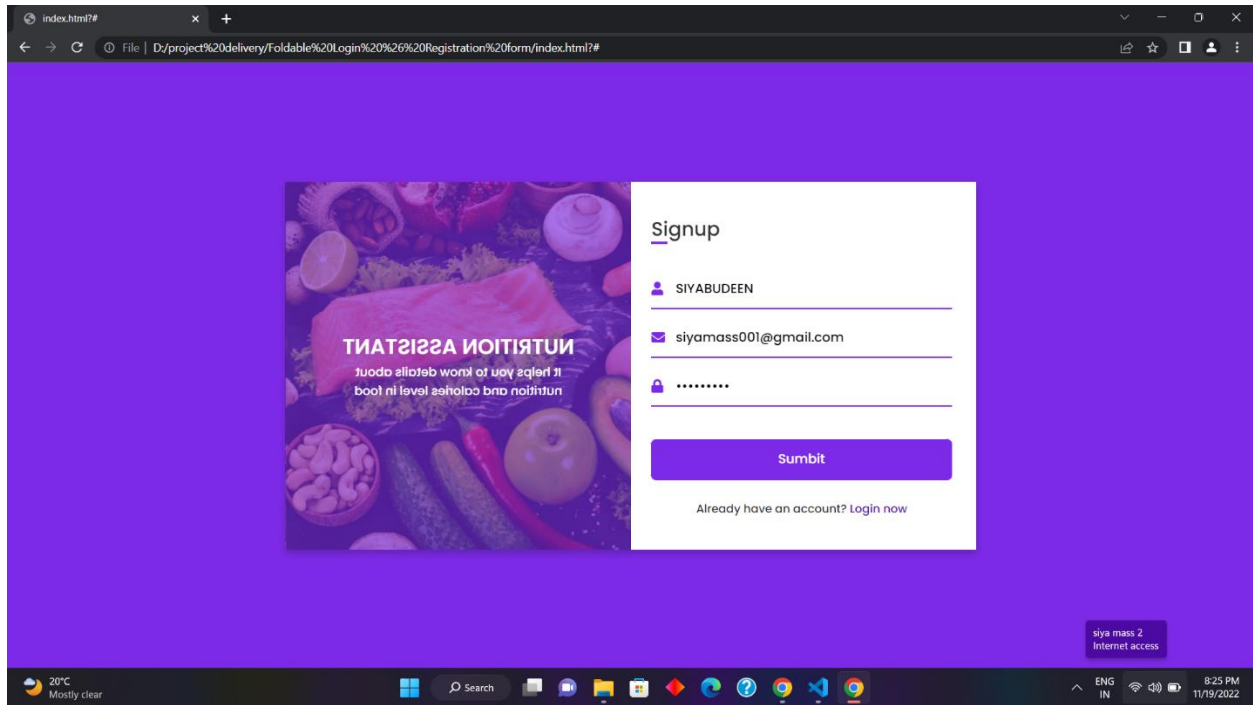 index.html?#
File | D:/project%20delivery/Foldable%20Login%20%26%20Registration%20form/index.html?#
NUTRITION ASSISTANT
It helps you to know details about
nutrition and calories level in food
Signup
SIYABUDEEN
siyamass001@gmail.com
•••••••••
Sumbit
Already have an account? Login now
siya mass 2
Internet access
20°C
Mostly clear
Search
ENG
IN
8:25 PM
11/19/2022